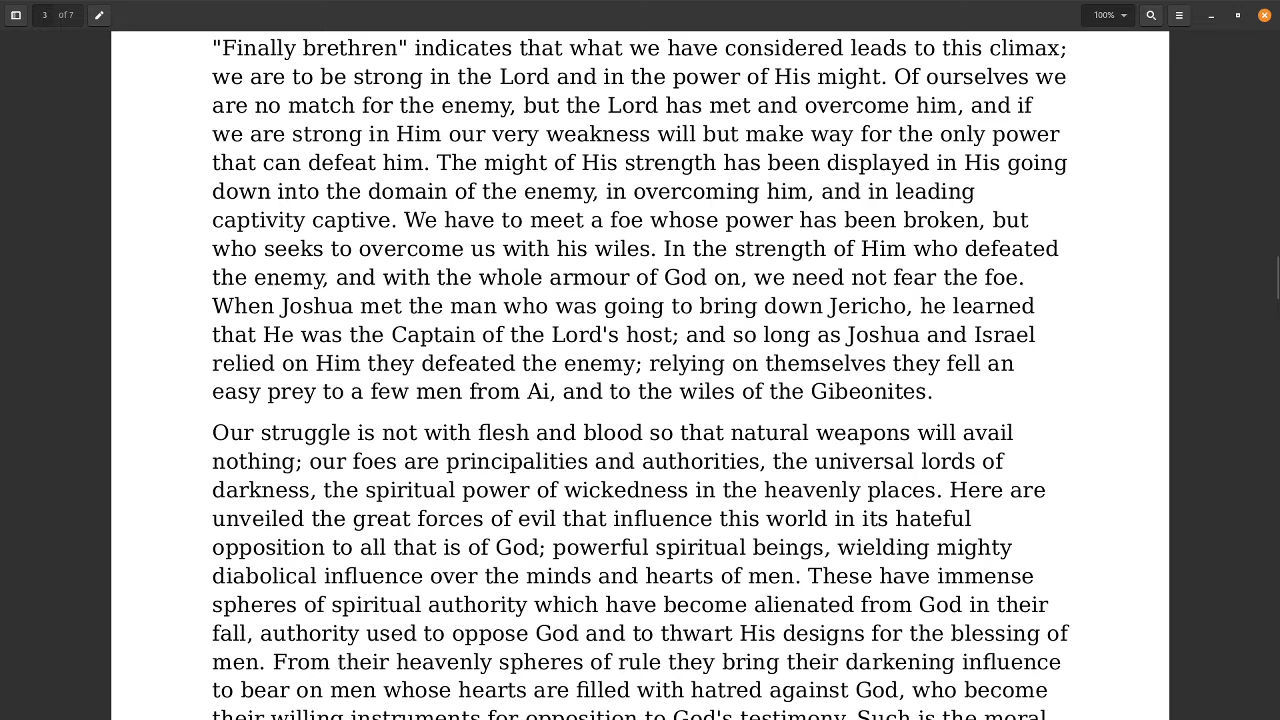 3 of 7
100%
"Finally brethren" indicates that what we have considered leads to this climax;
we are to be strong in the Lord and in the power of His might. Of ourselves we
are no match for the enemy, but the Lord has met and overcome him, and if
we are strong in Him our very weakness will but make way for the only power
that can defeat him. The might of His strength has been displayed in His going
down into the domain of the enemy, in overcoming him, and in leading
captivity captive. We have to meet a foe whose power has been broken, but
who seeks to overcome us with his wiles. In the strength of Him who defeated
the enemy, and with the whole armour of God on, we need not fear the foe.
When Joshua met the man who was going to bring down Jericho, he learned
that He was the Captain of the Lord's host; and so long as Joshua and Israel
relied on Him they defeated the enemy; relying on themselves they fell an
easy prey to a few men from Ai, and to the wiles of the Gibeonites.
Our struggle is not with flesh and blood so that natural weapons will avail
nothing; our foes are principalities and authorities, the universal lords of
darkness, the spiritual power of wickedness in the heavenly places. Here are
unveiled the great forces of evil that influence this world in its hateful
opposition to all that is of God; powerful spiritual beings, wielding mighty
diabolical influence over the minds and hearts of men. These have immense
spheres of spiritual authority which have become alienated from God in their
fall, authority used to oppose God and to thwart His designs for the blessing of
men. From their heavenly spheres of rule they bring their darkening influence
to bear on men whose hearts are filled with hatred against God, who become
their willing instruments for opposition to God's testimony. Such is the moral